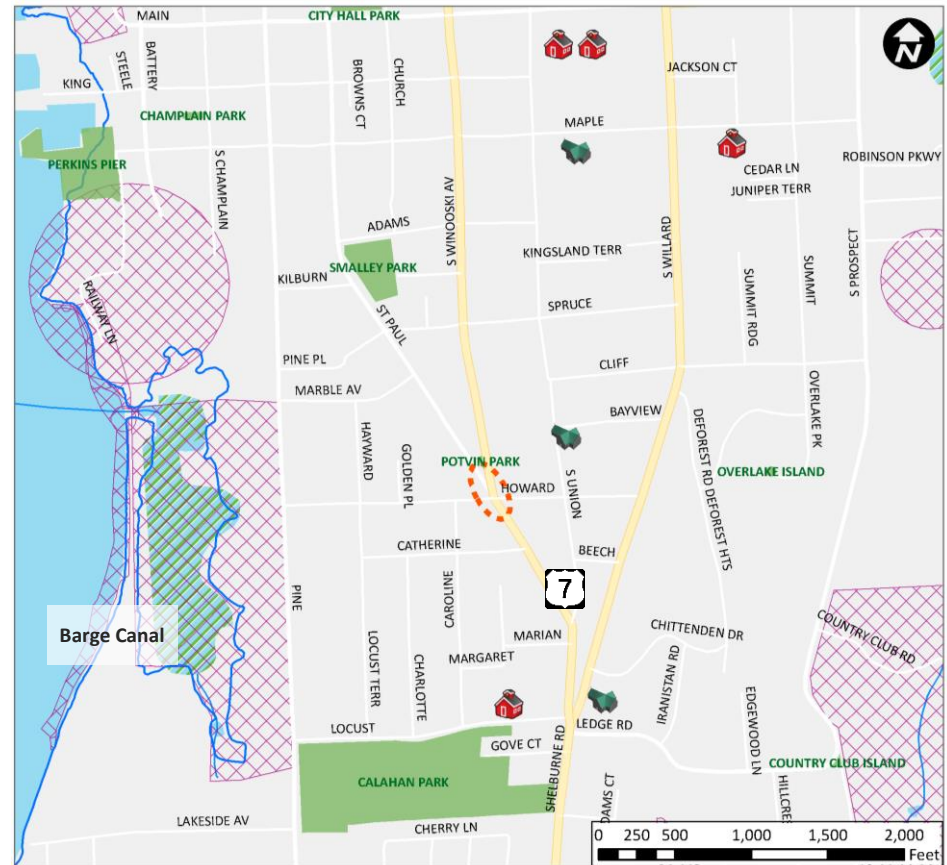 MAIN
CITY HALL PARK
N
STEELE
BATTERY
BROWNS CT
CHURCH
JACKSON CT
KING
CHAMPLAIN PARK
MAPLE
PERKINS PIER
S CHAMPLAIN
ROBINSON PKWY
CEDAR LN
JUNIPER TERR
S WINOOSKI AV
ADAMS
S WILLARD
KINGSLAND TERR
SMALLEY PARK
KILBURN
SUMMIT RDG
SUMMIT
S PROSPECT
RAILWAY LN
ST PAUL
SPRUCE
PINE PL
CLIFF
MARBLE AV
OVERLAKE PK
BAYVIEW
HAYWARD
GOLDEN PL
DEFOREST RD
DEFOREST HTS
POTVIN PARK
S UNION
OVERLAKE ISLAND
HOWARD
CATHERINE
BEECH
PINE
CAROLINE
7
Barge Canal
LOCUST TERR
CHARLOTTE
MARIAN
CHITTENDEN DR
COUNTRY CLUB RD
MARGARET
IRANISTAN RD
EDGEWOOD LN
LOCUST
LEDGE RD
GOVE CT
SHELBURNE RD
COUNTRY CLUB ISLAND
CALAHAN PARK
ADAMS CT
LAKESIDE AV
CHERRY LN
0 250 500 1,000 1,500 2,000
Feet